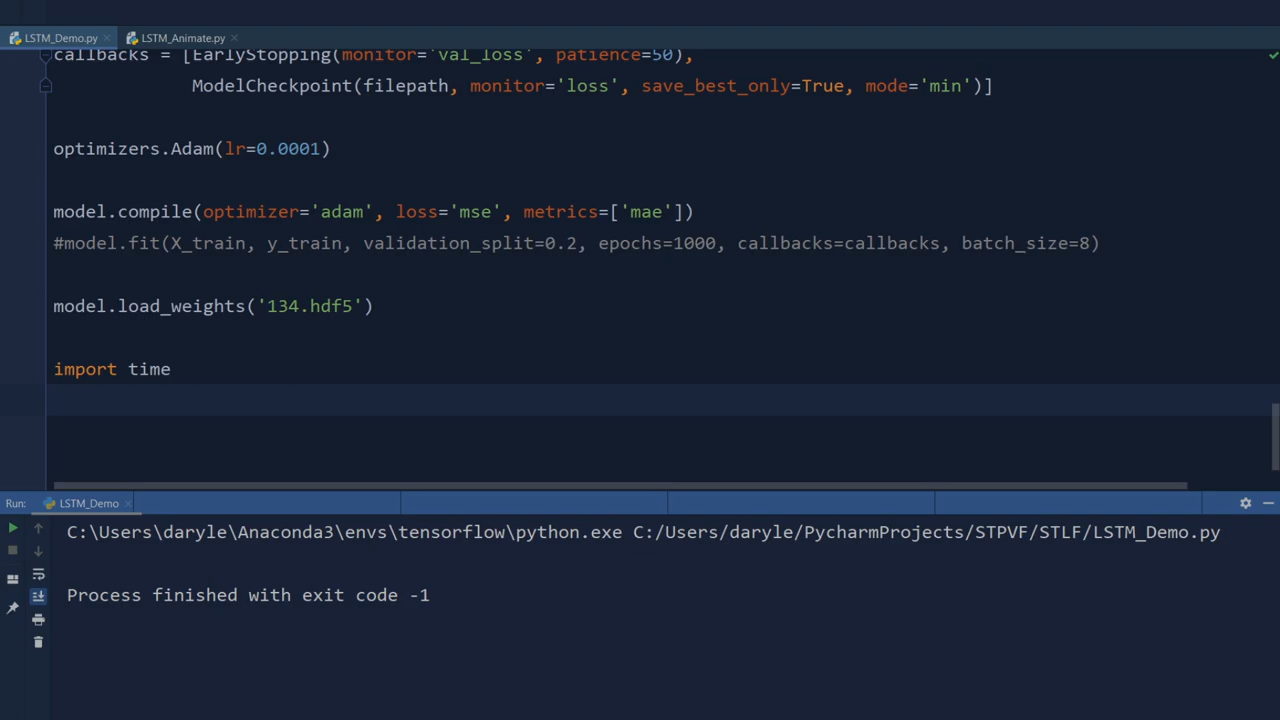 LSTM_Demo.py
LSTM_Animate.py
callbacks = [EarlyStopping(monitor='val_loss', patience=50),
ModelCheckpoint(filepath, monitor='loss', save_best_only=True, mode='min')]
optimizers.Adam(lr=0.0001)
model.compile(optimizer='adam', loss='mse', metrics=['mae'])
#model.fit(X_train, y_train, validation_split=0.2, epochs=1000, callbacks=callbacks, batch_size=8)
model.load_weights('134.hdf5')
import time
Run: LSTM_Demo
C:\Users\daryle\Anaconda3\envs\tensorflow\python.exe C:/Users/daryle/PycharmProjects/STPVF/STLF/LSTM_Demo.py
Process finished with exit code -1